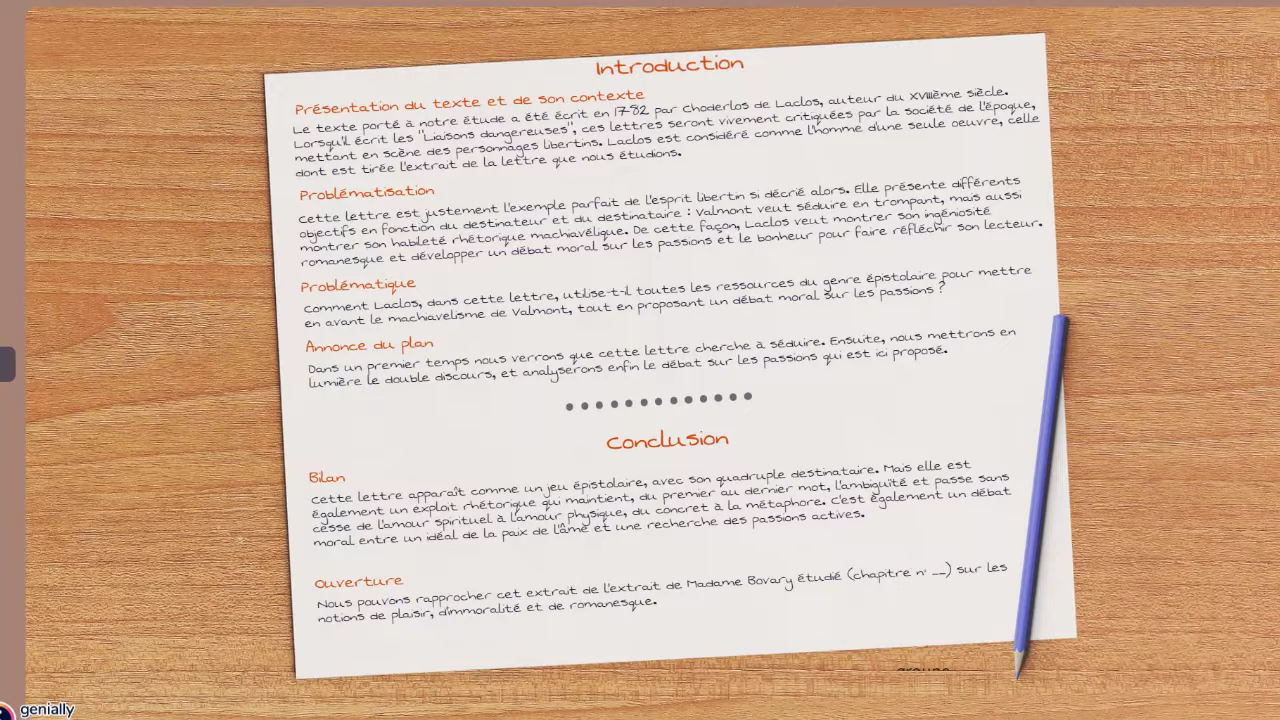 Introduction
Présentation du texte et de son contexte
Le texte porté à notre étude a été écrit en 1782 par Choderlos de Laclos, auteur du XVIIIème siècle.
Lorsqu'il écrit les "Liaisons dangereuses", ces lettres seront vivement critiquées par la société de l'époque,
mettant en scène des personnages libertins. Laclos est considéré comme l'homme d'une seule oeuvre, celle
dont est tirée l'extrait de la lettre que nous étudions.
Problématisation
Cette lettre est justement l'exemple parfait de l'esprit libertin si décrié alors. Elle présente différents
objectifs en fonction du destinateur et du destinataire : Valmont veut séduire en trompant, mais aussi
montrer son hableté rhétorique machiavélique. De cette façon, Laclos veut montrer son ingéniosité
romanesque et développer un débat moral sur les passions et le bonheur pour faire réfléchir son lecteur.
Problématique
Comment Laclos, dans cette lettre, utilise-t-il toutes les ressources du genre épistolaire pour mettre
en avant le machiavelisme de Valmont, tout en proposant un débat moral sur les passions ?
Annonce du plan
Dans un premier temps nous verrons que cette lettre cherche à séduire. Ensuite, nous mettrons en
lumière le double discours, et analyserons enfin le débat sur les passions qui est ici proposé.
Conclusion
Bilan
Cette lettre apparaît comme un jeu épistolaire, avec son quadruple destinataire. Mais elle est
également un exploit rhétorique qui maintient, du premier au dernier mot, l'ambiguïté et passe sans
cesse de l'amour spirituel à l'amour physique, du concret à la métaphore. C'est également un débat
moral entre un idéal de la paix de l'âme et une recherche des passions actives.
Ouverture
Nous pouvons rapprocher cet extrait de l'extrait de Madame Bovary étudié (chapitre n° __) sur les
notions de plaisir, d'immoralité et de romanesque.
genially